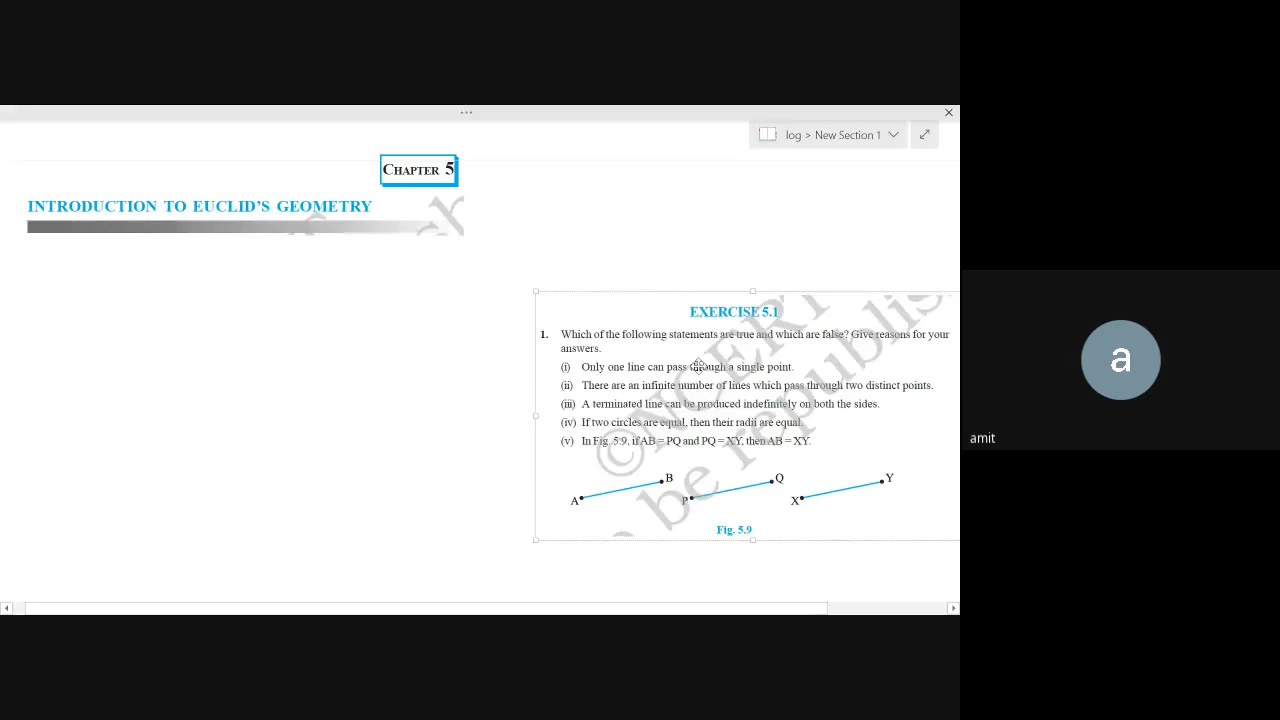 log > New Section 1
CHAPTER 5
INTRODUCTION TO EUCLID'S GEOMETRY
EXERCISE 5.1
1. Which of the following statements are true and which are false? Give reasons for your
answers.
(i) Only one line can pass through a single point.
(ii) There are an infinite number of lines which pass through two distinct points.
(iii) A terminated line can be produced indefinitely on both the sides.
(iv) If two circles are equal, then their radii are equal.
(v) In Fig. 5.9, if AB = PQ and PQ = XY, then AB = XY.
A B P Q X Y
Fig. 5.9
©NCERT
be republis
a
amit